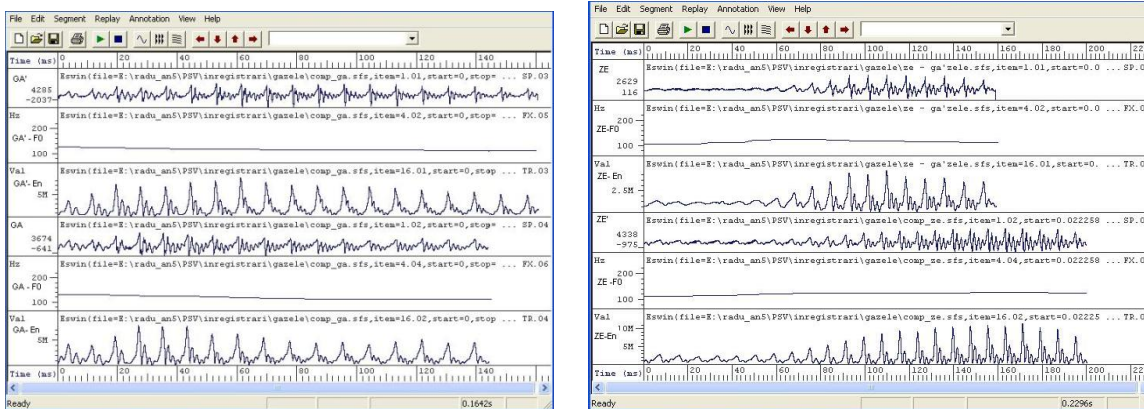 File Edit Segment Replay Annotation View Help
Time (ms) 0 20 40 60 80 100 120 140
GA' Eswin(file=E:\radu_an5\PSV\inregistrari\gazele\comp_ga.sfs,item=1.01,start=0,stop= ... SP.03
4285
-2037
Hz Eswin(file=E:\radu_an5\PSV\inregistrari\gazele\comp_ga.sfs,item=4.02,start=0,stop= ... FX.05
200
GA' - F0
100
Val Eswin(file=E:\radu_an5\PSV\inregistrari\gazele\comp_ga.sfs,item=16.01,start=0,stop ... TR.03
GA'- En
5M
GA Eswin(file=E:\radu_an5\PSV\inregistrari\gazele\comp_ga.sfs,item=1.02,start=0,stop= ... SP.04
3674
-641
Hz Eswin(file=E:\radu_an5\PSV\inregistrari\gazele\comp_ga.sfs,item=4.04,start=0,stop= ... FX.06
200
GA - F0
100
Val Eswin(file=E:\radu_an5\PSV\inregistrari\gazele\comp_ga.sfs,item=16.02,start=0,stop ... TR.04
GA- En
5M
Time (ms) 0 20 40 60 80 100 120 140
Ready 0.1642s
File Edit Segment Replay Annotation View Help
Time (ms) 0 20 40 60 80 100 120 140 160 180 200 22
ZE Eswin(file=E:\radu_an5\PSV\inregistrari\gazele\ze - ga'zele.sfs,item=1.01,start=0.0 ... SP.0
2629
116
Hz Eswin(file=E:\radu_an5\PSV\inregistrari\gazele\ze - ga'zele.sfs,item=4.02,start=0.0 ... FX.0
200
ZE-F0
100
Val Eswin(file=E:\radu_an5\PSV\inregistrari\gazele\ze - ga'zele.sfs,item=16.01,start=0. ... TR.0
ZE- En
2.5M
ZE' Eswin(file=E:\radu_an5\PSV\inregistrari\gazele\comp_ze.sfs,item=1.02,start=0.022258 ... SP.0
4338
-975
Hz Eswin(file=E:\radu_an5\PSV\inregistrari\gazele\comp_ze.sfs,item=4.04,start=0.022258 ... FX.0
200
ZE -F0
100
Val Eswin(file=E:\radu_an5\PSV\inregistrari\gazele\comp_ze.sfs,item=16.02,start=0.02225 ... TR.0
10M
ZE-En
5M
Time (ms) 0 20 40 60 80 100 120 140 160 180 200 22
Ready 0.2296s